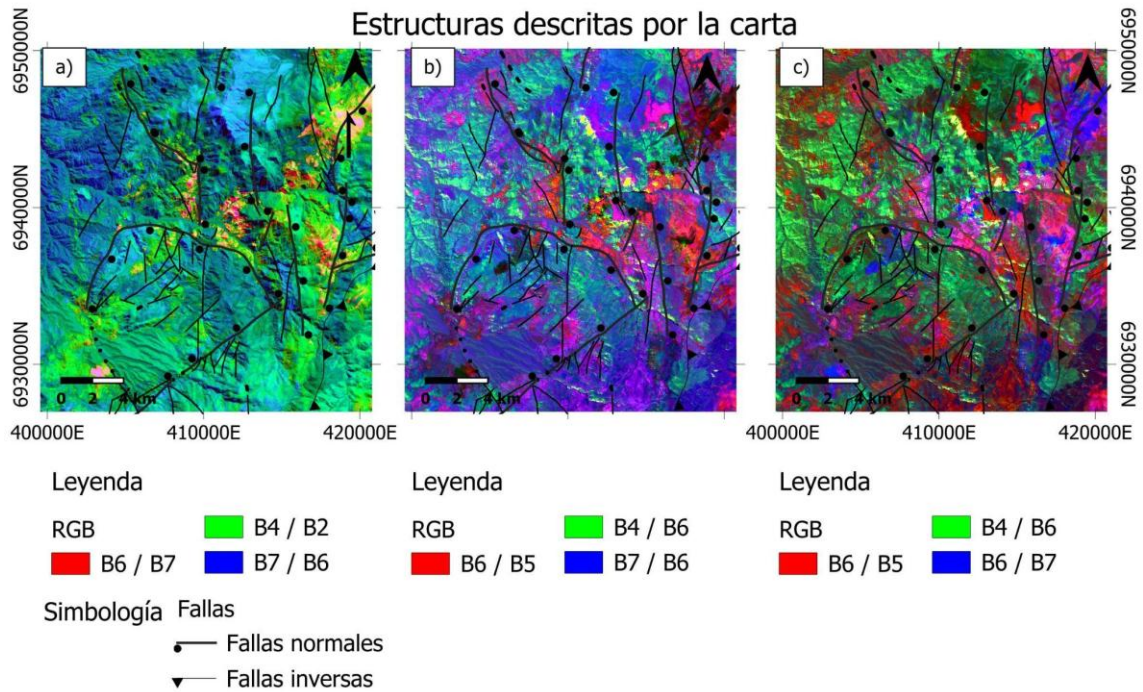 Estructuras descritas por la carta
a)
b)
c)
6950000N
6940000N
6930000N
6950000N
6940000N
6930000N
0 2 4 km
0 2 4 km
0 2 4 km
400000E 410000E 420000E
400000E 410000E 420000E
Leyenda
RGB
B6 / B7
B4 / B2
B7 / B6
Leyenda
RGB
B6 / B5
B4 / B6
B7 / B6
Leyenda
RGB
B6 / B5
B4 / B6
B6 / B7
Simbología Fallas
Fallas normales
Fallas inversas